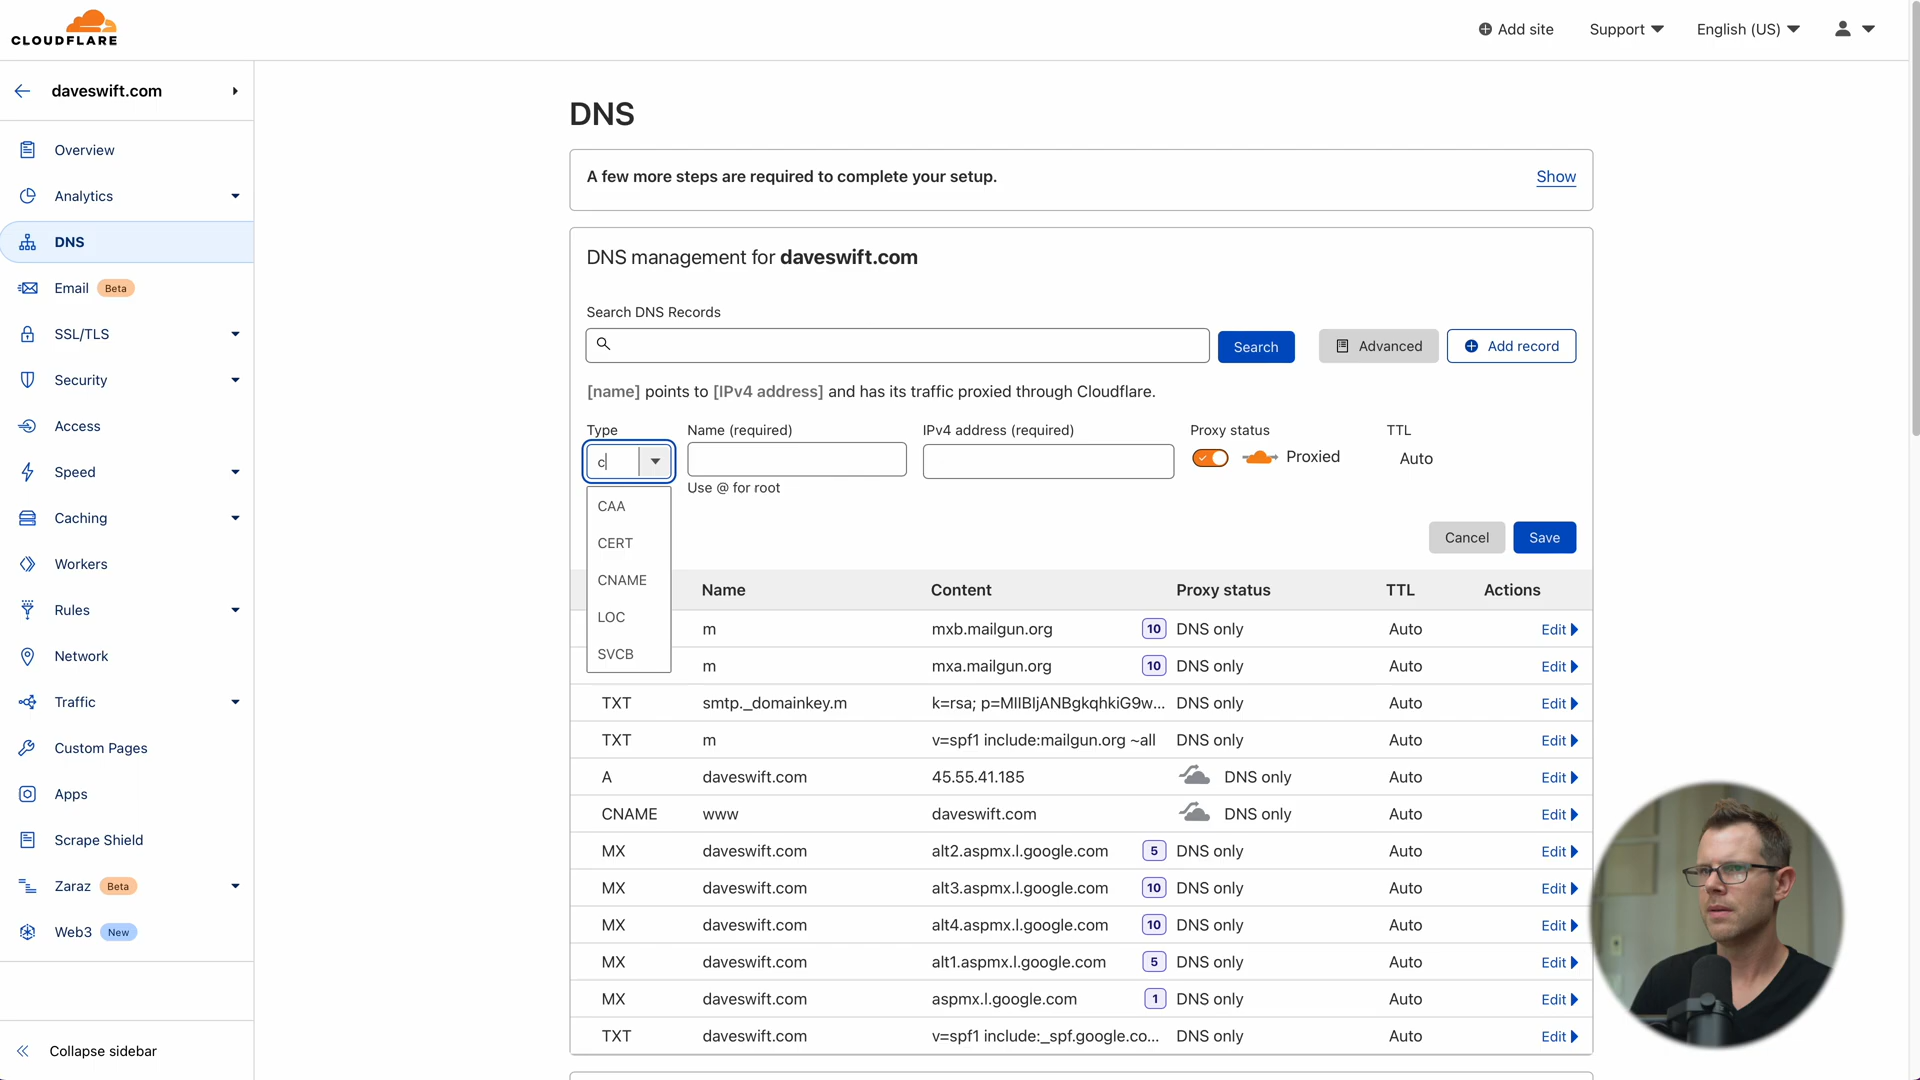 CLOUDFLARE
Add site
Support
English (US)
daveswift.com
Overview
Analytics
DNS
Email Beta
SSL/TLS
Security
Access
Speed
Caching
Workers
Rules
Network
Traffic
Custom Pages
Apps
Scrape Shield
Zaraz Beta
Web3 New
Collapse sidebar
DNS
A few more steps are required to complete your setup.
Show
DNS management for daveswift.com
Search DNS Records
Search
Advanced
Add record
[name] points to [IPv4 address] and has its traffic proxied through Cloudflare.
Type Name (required) IPv4 address (required) Proxy status TTL
c Proxied Auto
Use @ for root
CAA
CERT
CNAME
LOC
SVCB
Cancel Save
Name Content Proxy status TTL Actions
m mxb.mailgun.org 10 DNS only Auto Edit
m mxa.mailgun.org 10 DNS only Auto Edit
TXT smtp._domainkey.m k=rsa; p=MIIBIjANBgkqhkiG9w... DNS only Auto Edit
TXT m v=spf1 include:mailgun.org ~all DNS only Auto Edit
A daveswift.com 45.55.41.185 DNS only Auto Edit
CNAME www daveswift.com DNS only Auto Edit
MX daveswift.com alt2.aspmx.l.google.com 5 DNS only Auto Edit
MX daveswift.com alt3.aspmx.l.google.com 10 DNS only Auto Edit
MX daveswift.com alt4.aspmx.l.google.com 10 DNS only Auto Edit
MX daveswift.com alt1.aspmx.l.google.com 5 DNS only Auto Edit
MX daveswift.com aspmx.l.google.com 1 DNS only Auto Edit
TXT daveswift.com v=spf1 include:_spf.google.co... DNS only Auto Edit